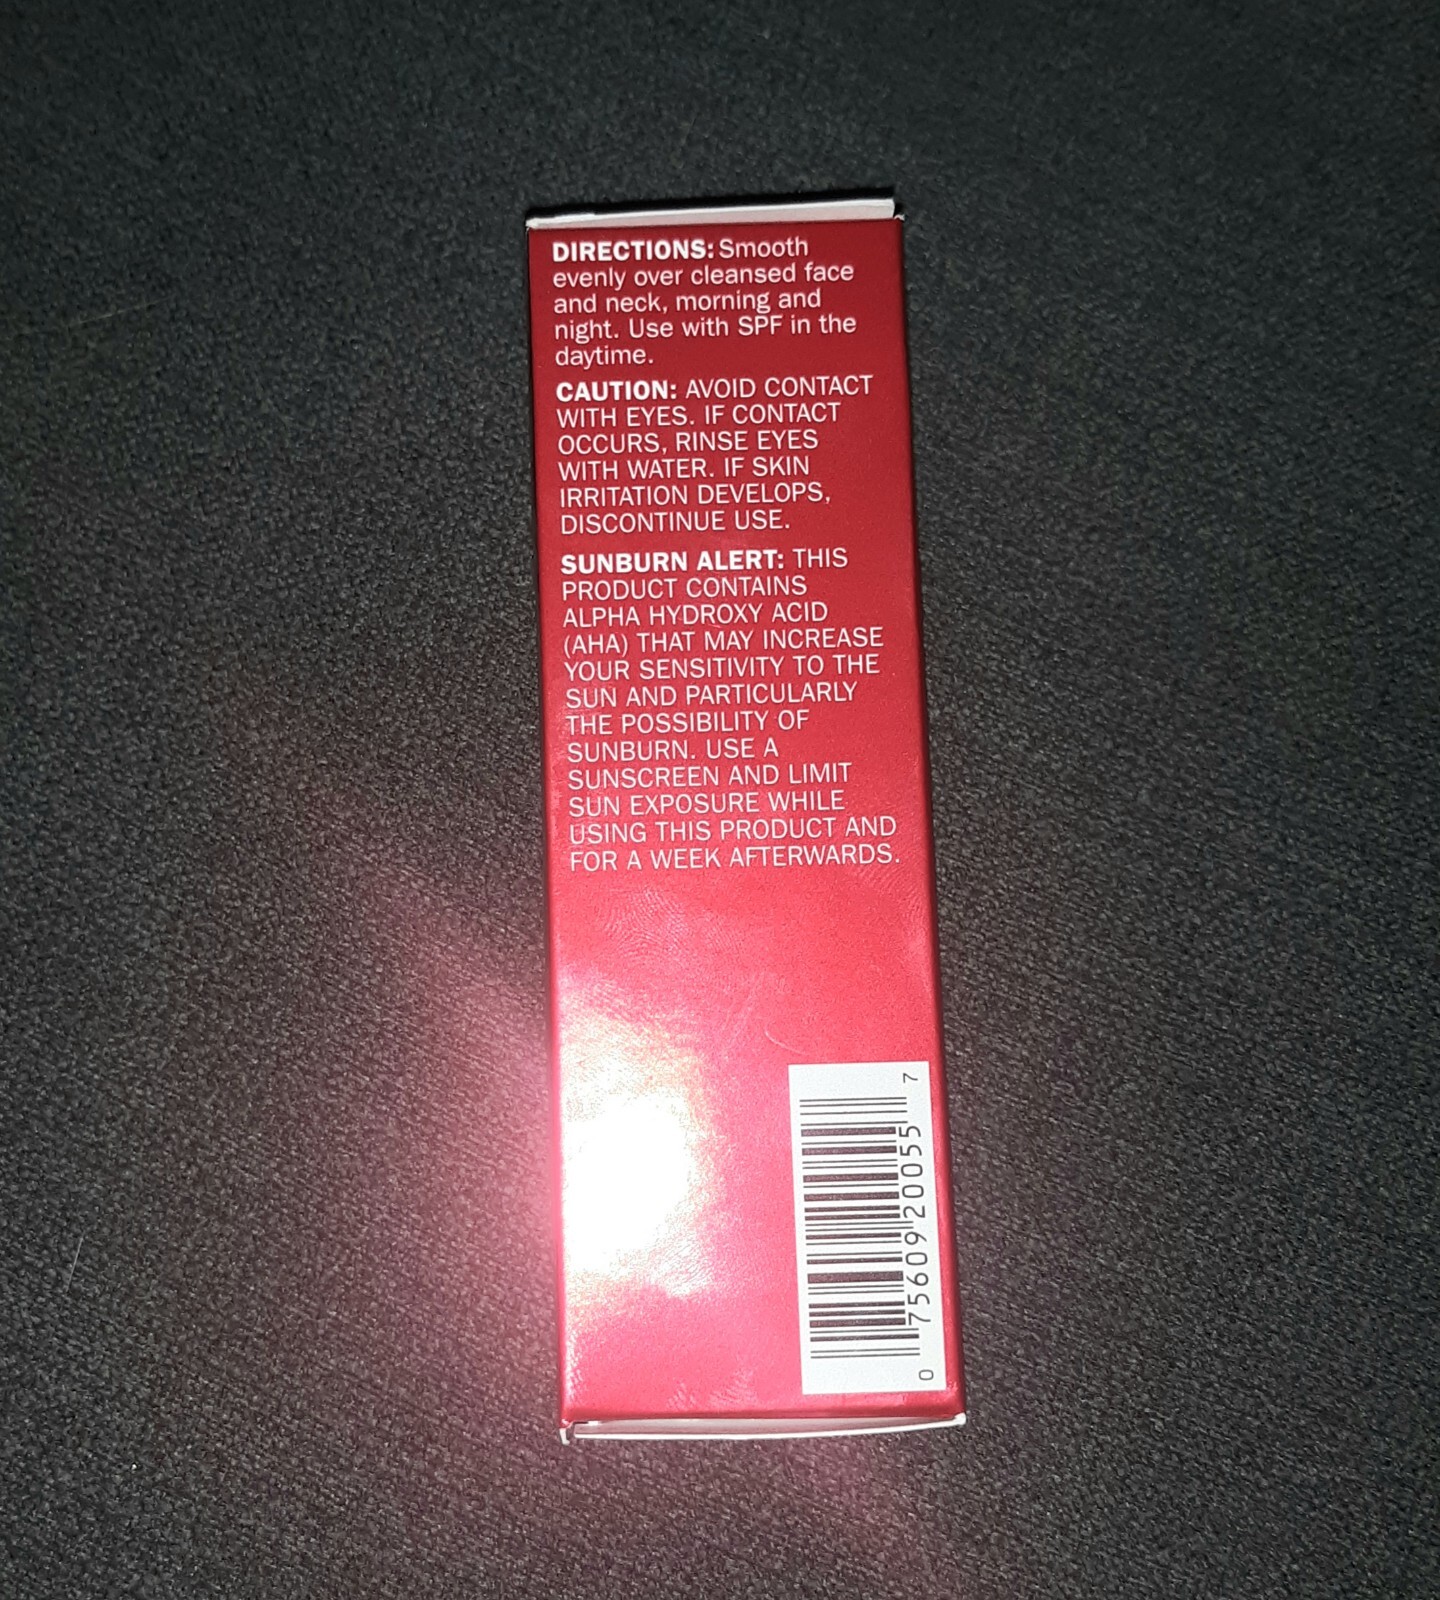 DIRECTIONS: Smooth
evenly over cleansed face
and neck, morning and
night. Use with SPF in the
daytime.
CAUTION: AVOID CONTACT
WITH EYES. IF CONTACT
OCCURS, RINSE EYES
WITH WATER. IF SKIN
IRRITATION DEVELOPS,
DISCONTINUE USE.
SUNBURN ALERT: THIS
PRODUCT CONTAINS
ALPHA HYDROXY ACID
(AHA) THAT MAY INCREASE
YOUR SENSITIVITY TO THE
SUN AND PARTICULARLY
THE POSSIBILITY OF
SUNBURN. USE A
SUNSCREEN AND LIMIT
SUN EXPOSURE WHILE
USING THIS PRODUCT AND
FOR A WEEK AFTERWARDS.
0 75609 20055 7